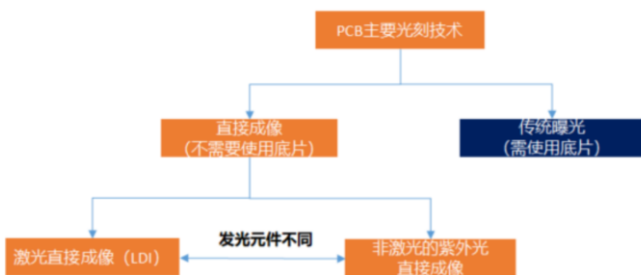 PCB主要光刻技术
直接成像
（不需要使用底片）
传统曝光
（需使用底片）
发光元件不同
激光直接成像（LDI）
非激光的紫外光
直接成像